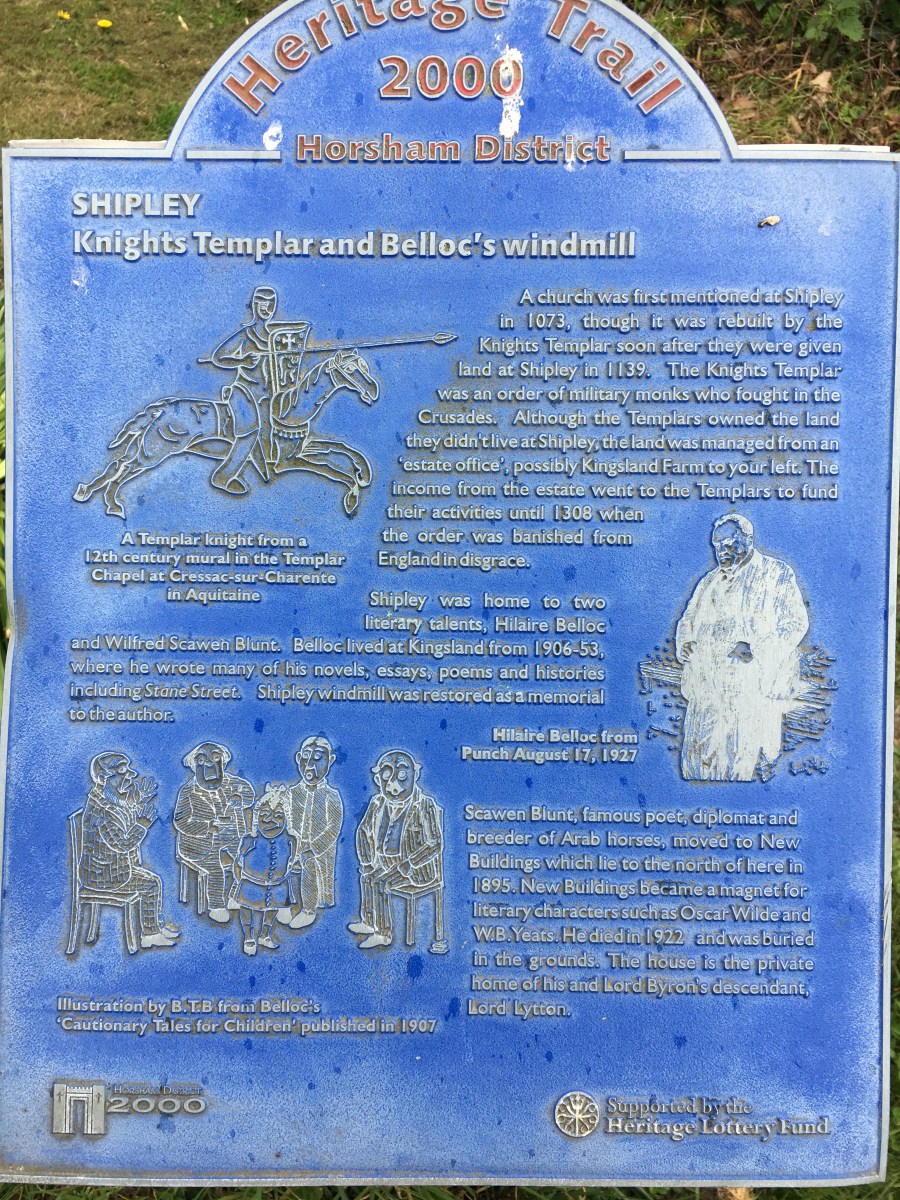 Heritage Trail
2000
Horsham District
SHIPLEY
Knights Templar and Belloc's windmill
A church was first mentioned at Shipley
in 1073, though it was rebuilt by the
Knights Templar soon after they were given
land at Shipley in 1139. The Knights Templar
was an order of military monks who fought in the
Crusades. Although the Templars owned the land
they didn't live at Shipley, the land was managed from an
'estate office', possibly Kingsland Farm to your left. The
income from the estate went to the Templars to fund
their activities until 1308 when
the order was banished from
England in disgrace.
A Templar knight from a
12th century mural in the Templar
Chapel at Cressac-sur-Charente
in Aquitaine
Shipley was home to two
literary talents, Hilaire Belloc
and Wilfred Scawen Blunt. Belloc lived at Kingsland from 1906-53,
where he wrote many of his novels, essays, poems and histories
including Stane Street. Shipley windmill was restored as a memorial
to the author.
Hilaire Belloc from
Punch August 17, 1927
Scawen Blunt, famous poet, diplomat and
breeder of Arab horses, moved to New
Buildings which lie to the north of here in
1895. New Buildings became a magnet for
literary characters such as Oscar Wilde and
W.B. Yeats. He died in 1922 and was buried
in the grounds. The house is the private
home of his and Lord Byron's descendant,
Lord Lytton.
Illustration by B.T.B from Belloc's
'Cautionary Tales for Children' published in 1907
HORSHAM DISTRICT
2000
Supported by the
Heritage Lottery Fund